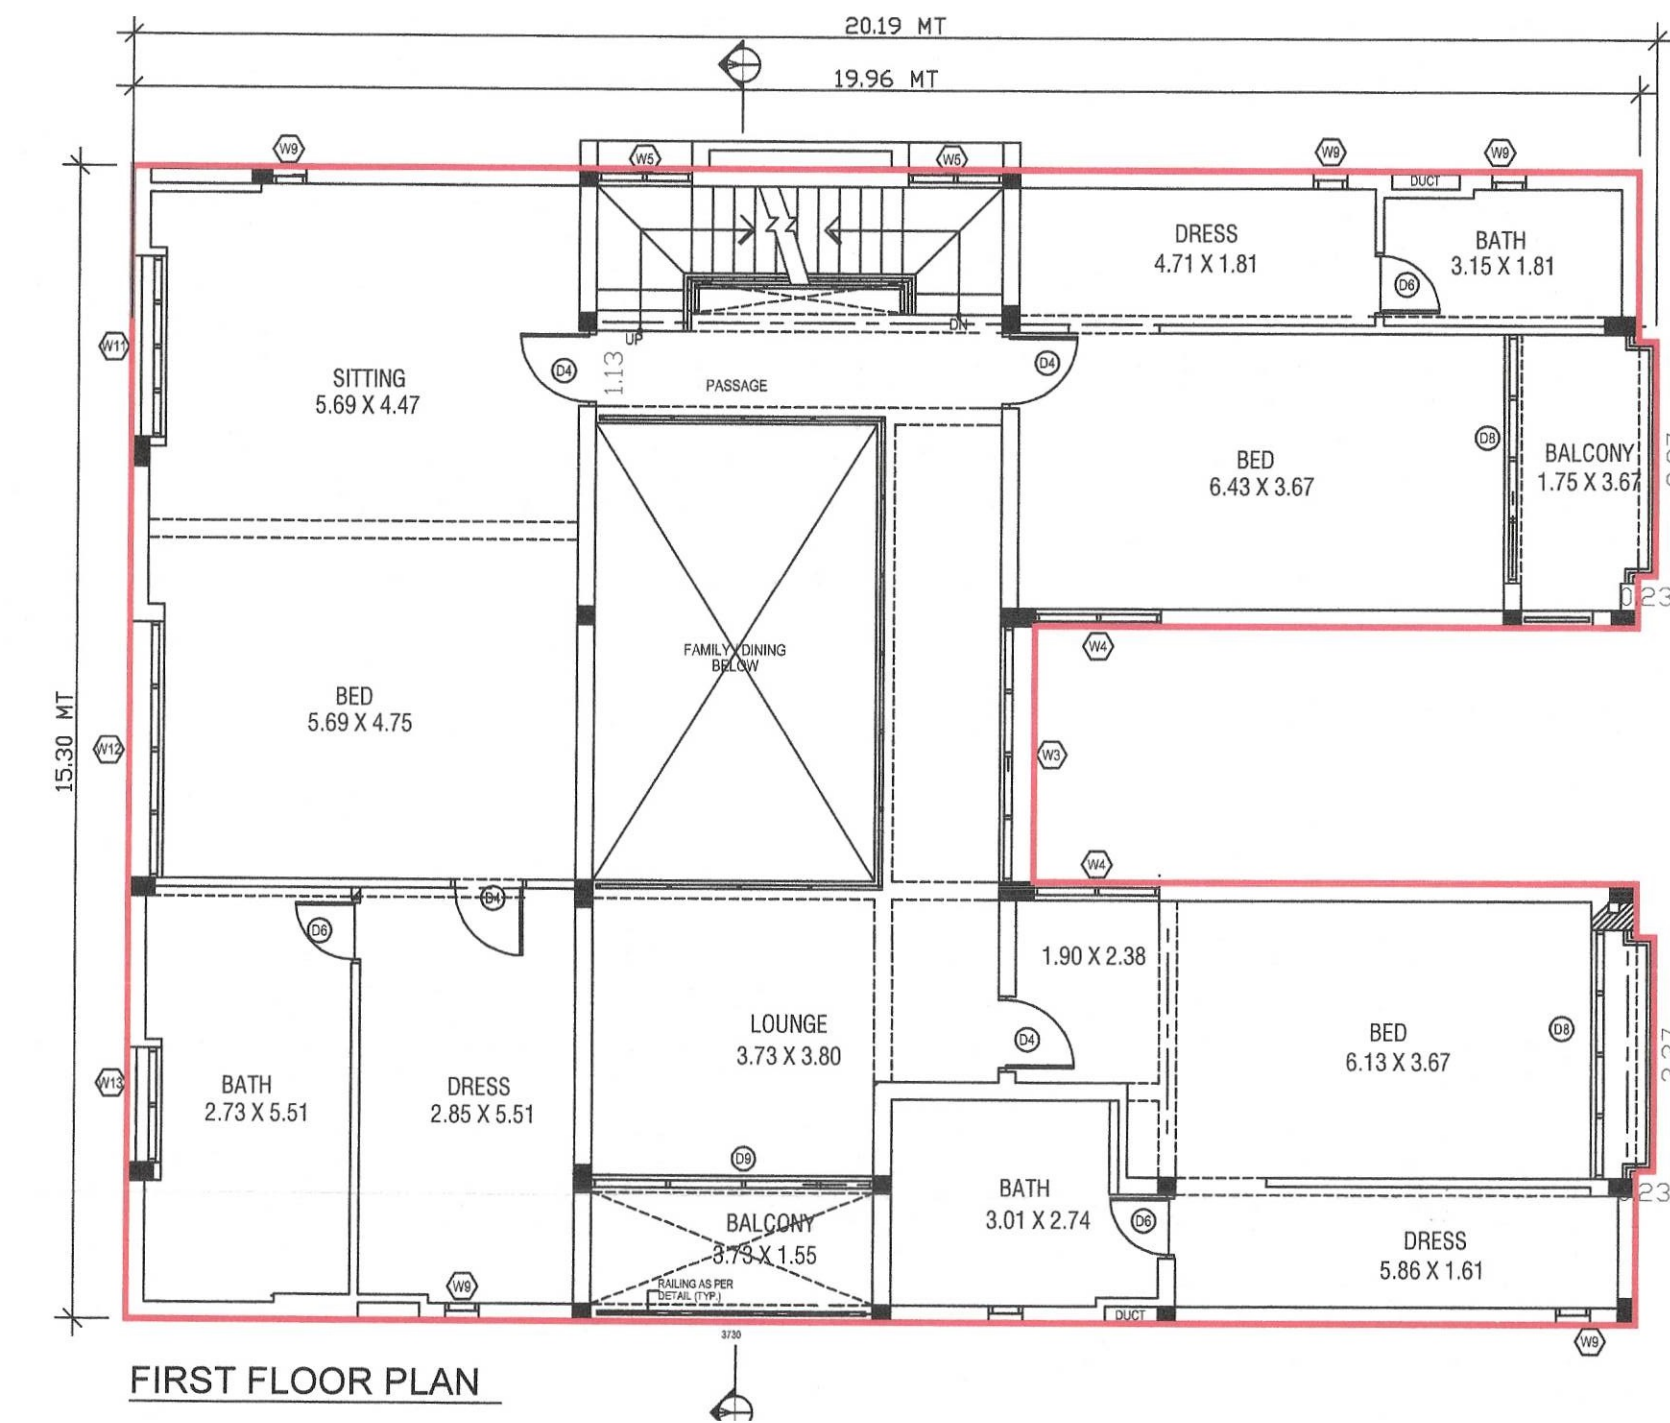 20.19 MT
19.96 MT
W9
W5
W5
W9
W9
DUCT
DRESS
4.71 X 1.81
BATH
3.15 X 1.81
D6
DN
UP
W11
SITTING
5.69 X 4.47
D4
1.13
PASSAGE
D4
D8
BED
6.43 X 3.67
BALCONY
1.75 X 3.67
0.23
FAMILY / DINING
BELOW
W4
BED
5.69 X 4.75
15.30 MT
W12
W3
W4
D4
D6
1.90 X 2.38
LOUNGE
3.73 X 3.80
D4
BED
6.13 X 3.67
D8
W13
BATH
2.73 X 5.51
DRESS
2.85 X 5.51
D9
BATH
3.01 X 2.74
D6
BALCONY
3.73 X 1.55
DRESS
5.86 X 1.61
RAILING AS PER
DETAIL (TYP.)
W9
DUCT
W9
3730
FIRST FLOOR PLAN